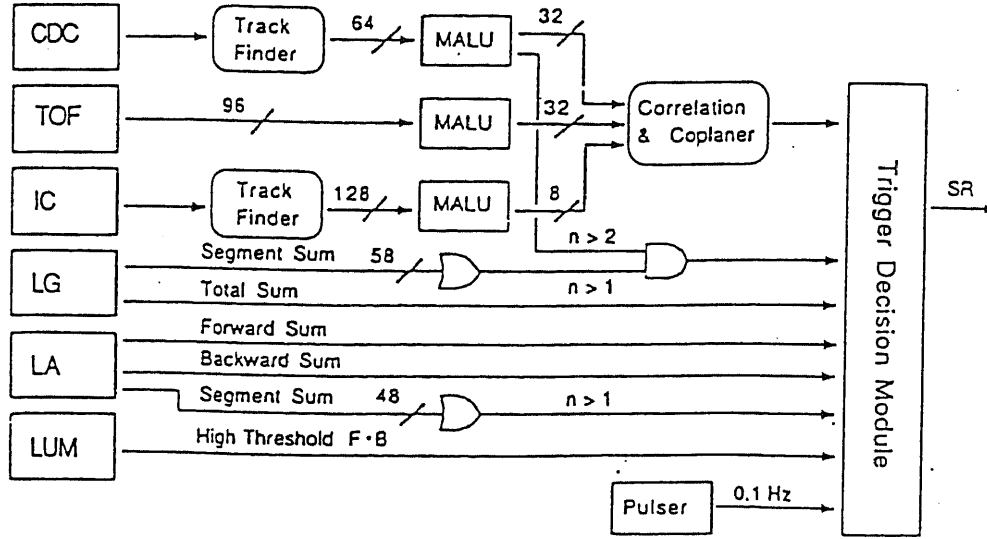 CDC
Track
Finder
64
MALU
32
TOF
96
MALU
32
Correlation
& Coplaner
IC
Track
Finder
128
MALU
8
n > 2
LG
Segment Sum
58
n > 1
Total Sum
LA
Forward Sum
Backward Sum
Segment Sum
48
n > 1
LUM
High Threshold F·B
Pulser
0.1 Hz
Trigger Decision Module
SR